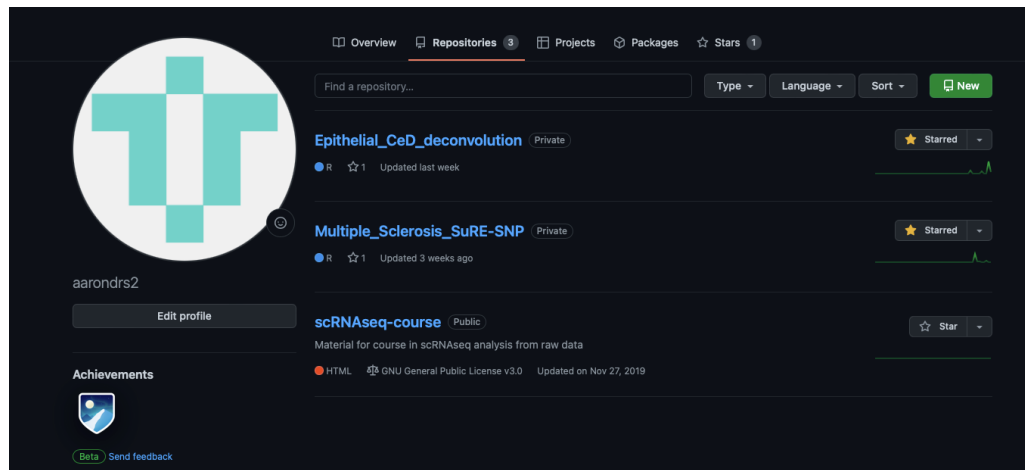 Overview Repositories 3 Projects Packages Stars 1
Find a repository... Type Language Sort New
Epithelial_CeD_deconvolution Private Starred
R 1 Updated last week
Multiple_Sclerosis_SuRE-SNP Private Starred
R 1 Updated 3 weeks ago
aarondrs2
Edit profile
scRNAseq-course Public Star
Material for course in scRNAseq analysis from raw data
HTML GNU General Public License v3.0 Updated on Nov 27, 2019
Achievements
Beta Send feedback